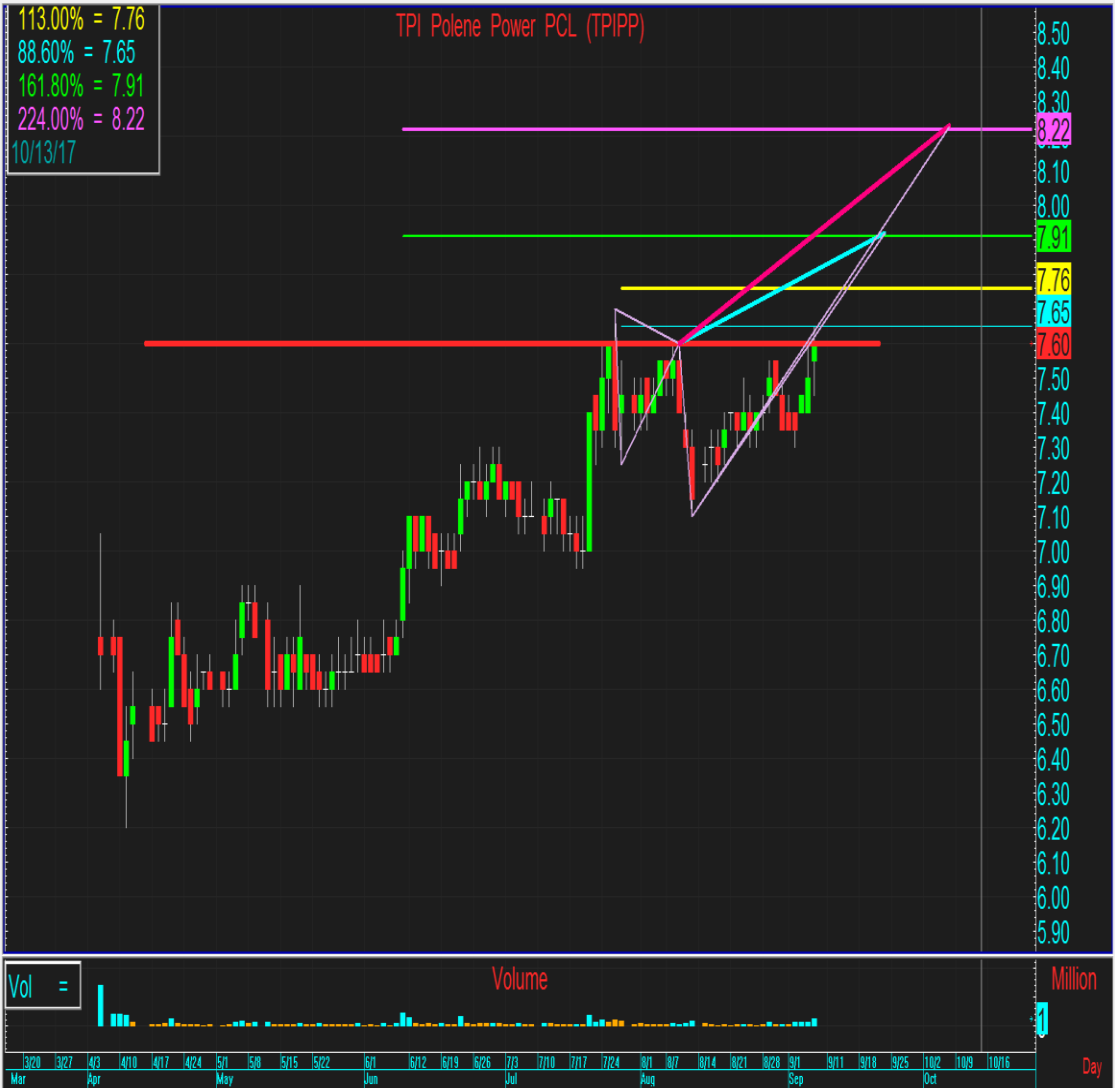 113.00% = 7.76
88.60% = 7.65
161.80% = 7.91
224.00% = 8.22
10/13/17
TPI Polene Power PCL (TPIPP)
8.50
8.40
8.30
8.22
8.10
8.00
7.91
7.76
7.65
7.60
7.50
7.40
7.30
7.20
7.10
7.00
6.90
6.80
6.70
6.60
6.50
6.40
6.30
6.20
6.10
6.00
5.90
Vol =
Volume
Million
1
0
3/20 3/27 4/3 4/10 4/17 4/24 5/1 5/8 5/15 5/22 6/1 6/12 6/19 6/26 7/3 7/10 7/17 7/24 8/1 8/7 8/14 8/21 8/28 9/1 9/11 9/18 9/25 10/2 10/9 10/16
Mar Apr May Jun Jul Aug Sep Oct
Day